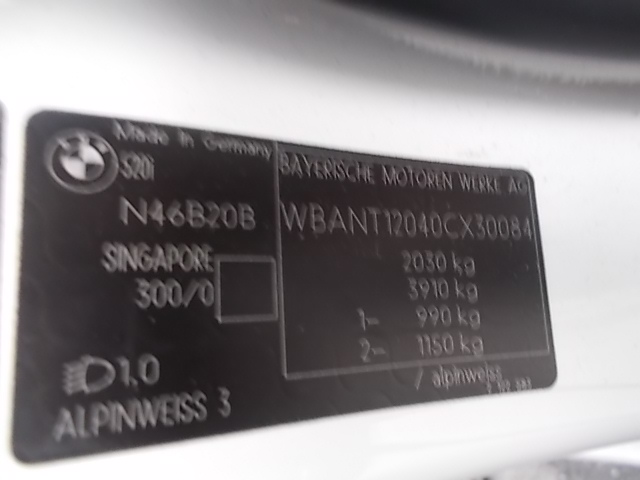 Made In Germany
520i
N46B20B
SINGAPORE
300/0
1,0
ALPINWEISS 3
BAYERISCHE MOTOREN WERKE AG
WBANT12040CX30084
2030 kg
3910 kg
1- 990 kg
2- 1150 kg
/ alpinweiss